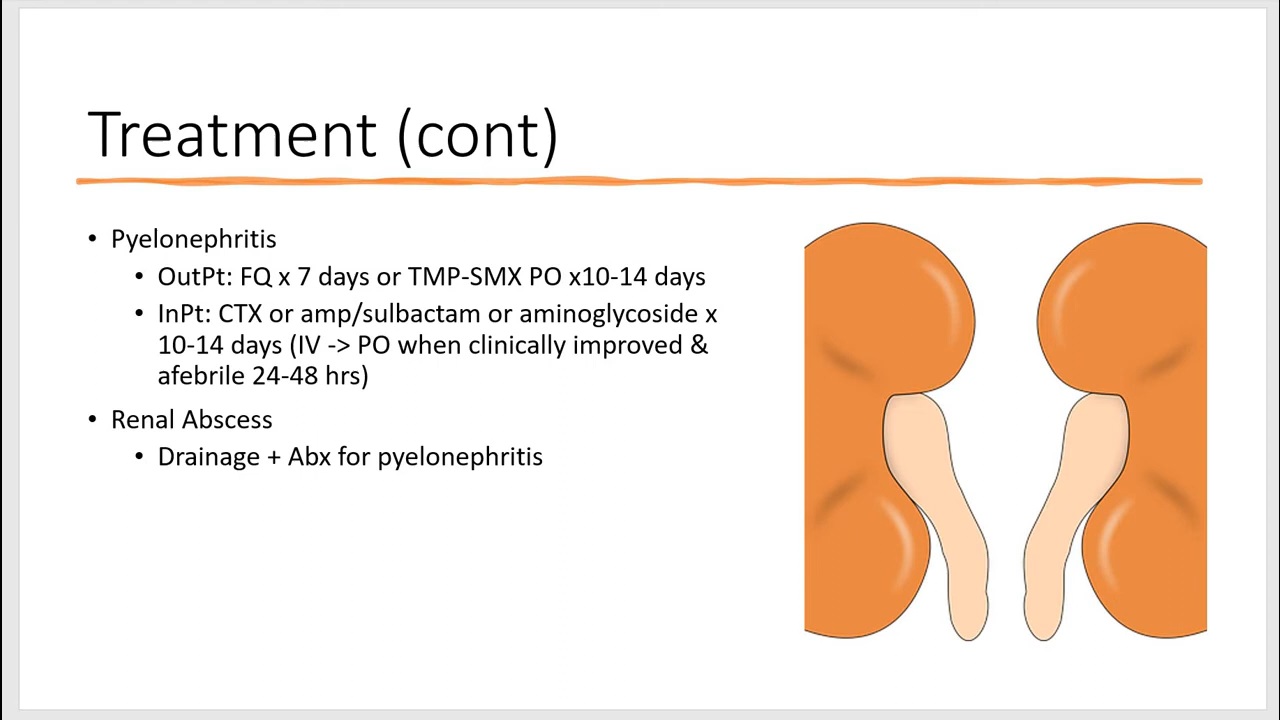 Treatment (cont)
• Pyelonephritis
• OutPt: FQ x 7 days or TMP-SMX PO x10-14 days
• InPt: CTX or amp/sulbactam or aminoglycoside x
10-14 days (IV -> PO when clinically improved &
afebrile 24-48 hrs)
• Renal Abscess
• Drainage + Abx for pyelonephritis